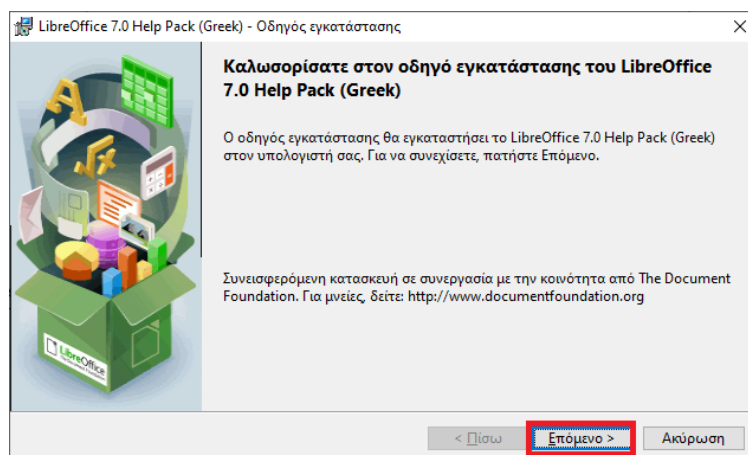 LibreOffice 7.0 Help Pack (Greek) - Οδηγός εγκατάστασης
Καλωσορίσατε στον οδηγό εγκατάστασης του LibreOffice
7.0 Help Pack (Greek)
Ο οδηγός εγκατάστασης θα εγκαταστήσει το LibreOffice 7.0 Help Pack (Greek)
στον υπολογιστή σας. Για να συνεχίσετε, πατήστε Επόμενο.
Συνεισφερόμενη κατασκευή σε συνεργασία με την κοινότητα από The Document
Foundation. Για μνείες, δείτε: http://www.documentfoundation.org
LibreOffice
The Document Foundation
< Πίσω
Επόμενο >
Ακύρωση